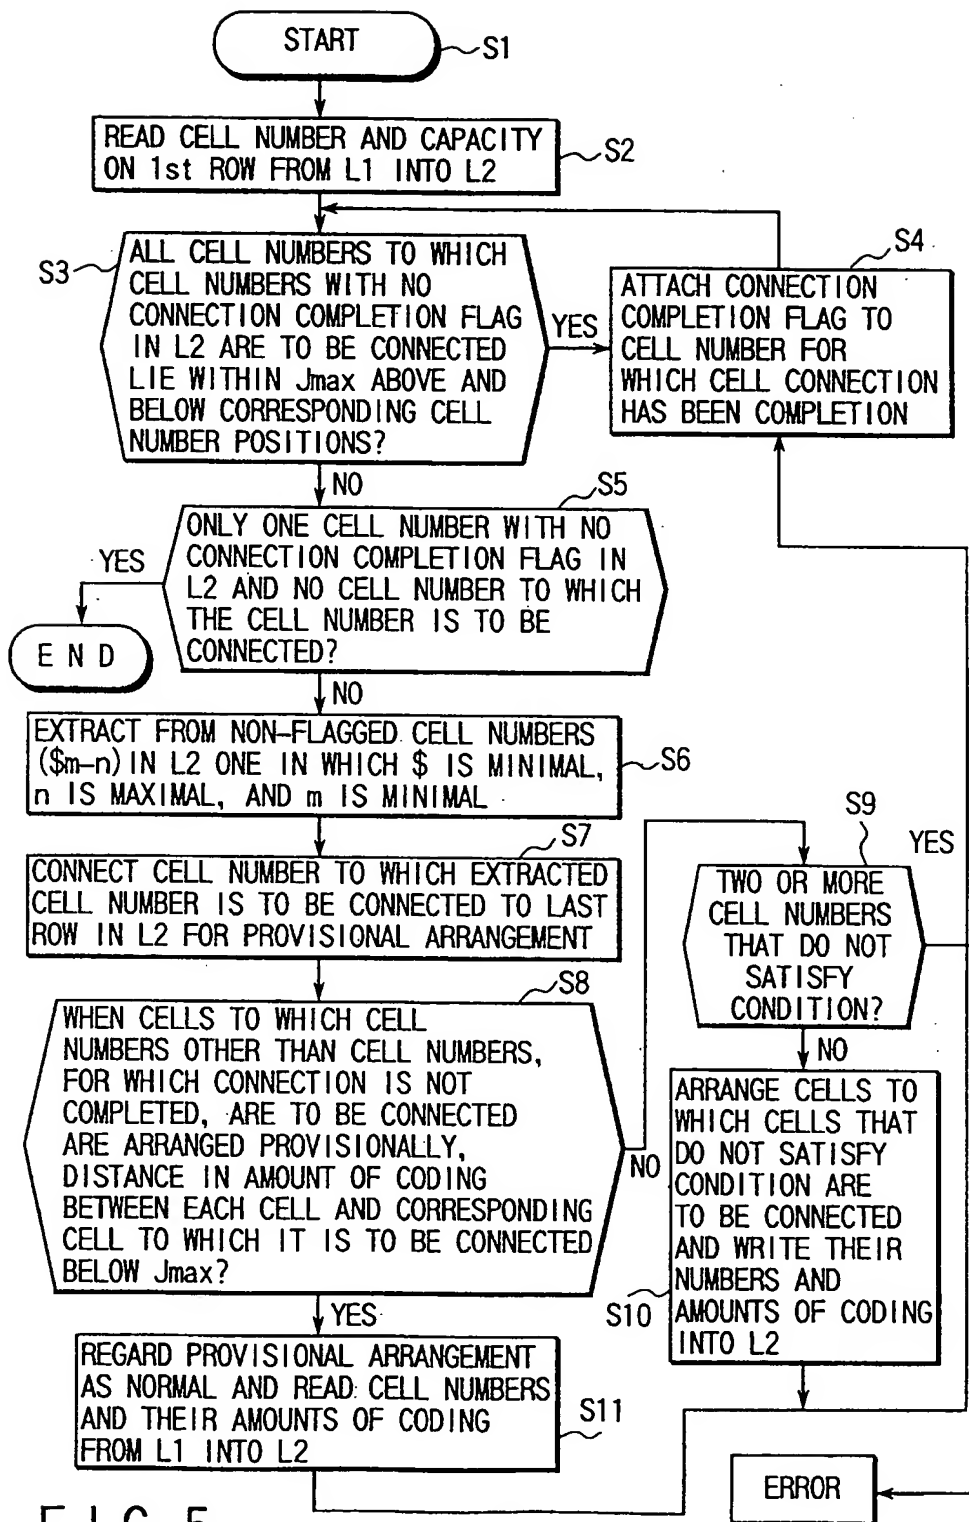 START
S1
READ CELL NUMBER AND CAPACITY
ON 1st ROW FROM L1 INTO L2
S2
S3
ALL CELL NUMBERS TO WHICH
CELL NUMBERS WITH NO
CONNECTION COMPLETION FLAG
IN L2 ARE TO BE CONNECTED
LIE WITHIN Jmax ABOVE AND
BELOW CORRESPONDING CELL
NUMBER POSITIONS?
YES
S4
ATTACH CONNECTION
COMPLETION FLAG TO
CELL NUMBER FOR
WHICH CELL CONNECTION
HAS BEEN COMPLETION
NO
S5
ONLY ONE CELL NUMBER WITH NO
CONNECTION COMPLETION FLAG IN
L2 AND NO CELL NUMBER TO WHICH
THE CELL NUMBER IS TO BE
CONNECTED?
YES
END
NO
EXTRACT FROM NON-FLAGGED CELL NUMBERS
($m-n) IN L2 ONE IN WHICH $ IS MINIMAL,
n IS MAXIMAL, AND m IS MINIMAL
S6
S7
CONNECT CELL NUMBER TO WHICH EXTRACTED
CELL NUMBER IS TO BE CONNECTED TO LAST
ROW IN L2 FOR PROVISIONAL ARRANGEMENT
S8
WHEN CELLS TO WHICH CELL
NUMBERS OTHER THAN CELL NUMBERS,
FOR WHICH CONNECTION IS NOT
COMPLETED, ARE TO BE CONNECTED
ARE ARRANGED PROVISIONALLY,
DISTANCE IN AMOUNT OF CODING
BETWEEN EACH CELL AND CORRESPONDING
CELL TO WHICH IT IS TO BE CONNECTED
BELOW Jmax?
NO
S9
YES
TWO OR MORE
CELL NUMBERS
THAT DO NOT
SATISFY
CONDITION?
NO
ARRANGE CELLS TO
WHICH CELLS THAT
DO NOT SATISFY
CONDITION ARE
TO BE CONNECTED
AND WRITE THEIR
NUMBERS AND
AMOUNTS OF CODING
INTO L2
S10
YES
REGARD PROVISIONAL ARRANGEMENT
AS NORMAL AND READ CELL NUMBERS
AND THEIR AMOUNTS OF CODING
FROM L1 INTO L2
S11
ERROR
FIG. 5